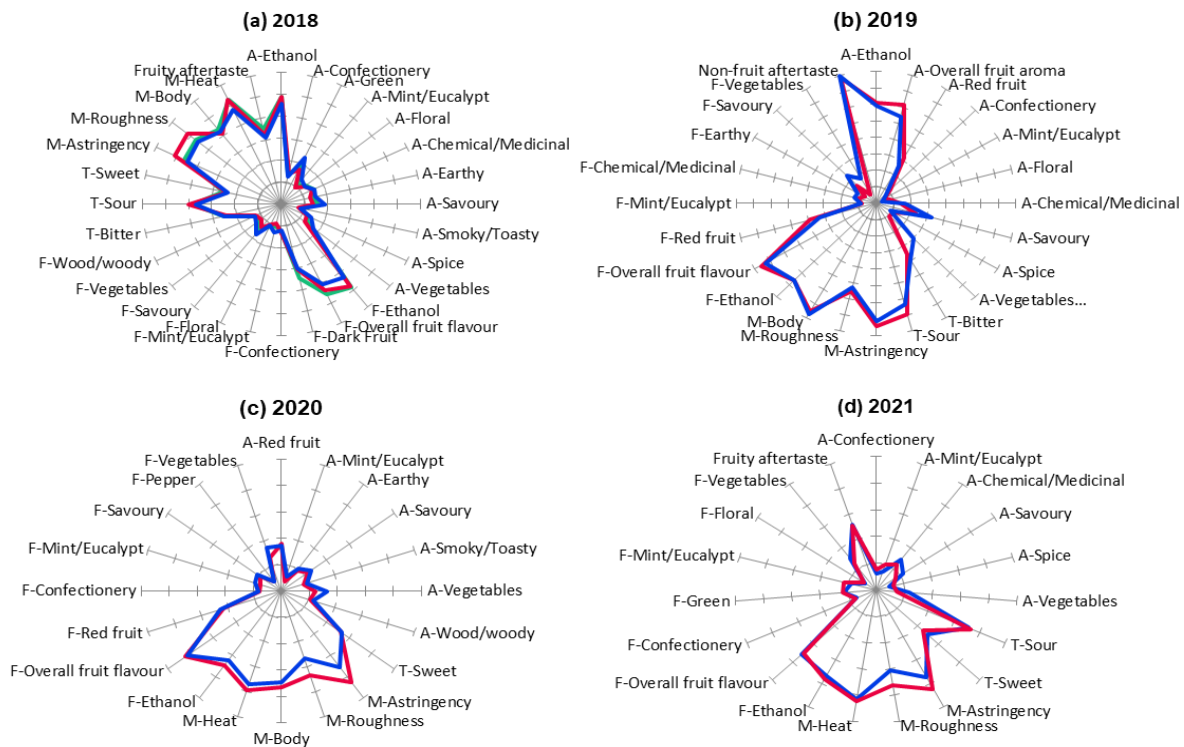 (a) 2018
A-Ethanol
A-Confectionery
A-Green
A-Mint/Eucalypt
A-Floral
A-Chemical/Medicinal
A-Earthy
A-Savoury
A-Smoky/Toasty
A-Spice
A-Vegetables
F-Ethanol
F-Overall fruit flavour
F-Dark Fruit
F-Confectionery
F-Mint/Eucalypt
F-Floral
F-Savoury
F-Vegetables
F-Wood/woody
T-Bitter
T-Sour
T-Sweet
M-Astringency
M-Roughness
M-Body
M-Heat
Fruity aftertaste
(b) 2019
A-Ethanol
A-Overall fruit aroma
A-Red fruit
A-Confectionery
A-Mint/Eucalypt
A-Floral
A-Chemical/Medicinal
A-Savoury
A-Spice
A-Vegetables...
T-Bitter
T-Sour
M-Astringency
M-Roughness
M-Body
F-Ethanol
F-Overall fruit flavour
F-Red fruit
F-Mint/Eucalypt
F-Chemical/Medicinal
F-Earthy
F-Savoury
F-Vegetables
Non-fruit aftertaste
(c) 2020
A-Red fruit
A-Mint/Eucalypt
A-Earthy
A-Savoury
A-Smoky/Toasty
A-Vegetables
A-Wood/woody
T-Sweet
M-Astringency
M-Roughness
M-Body
M-Heat
F-Ethanol
F-Overall fruit flavour
F-Red fruit
F-Confectionery
F-Mint/Eucalypt
F-Savoury
F-Pepper
F-Vegetables
(d) 2021
A-Confectionery
A-Mint/Eucalypt
A-Chemical/Medicinal
A-Savoury
A-Spice
A-Vegetables
T-Sour
T-Sweet
M-Astringency
M-Roughness
M-Heat
F-Ethanol
F-Overall fruit flavour
F-Confectionery
F-Green
F-Mint/Eucalypt
F-Floral
F-Vegetables
Fruity aftertaste